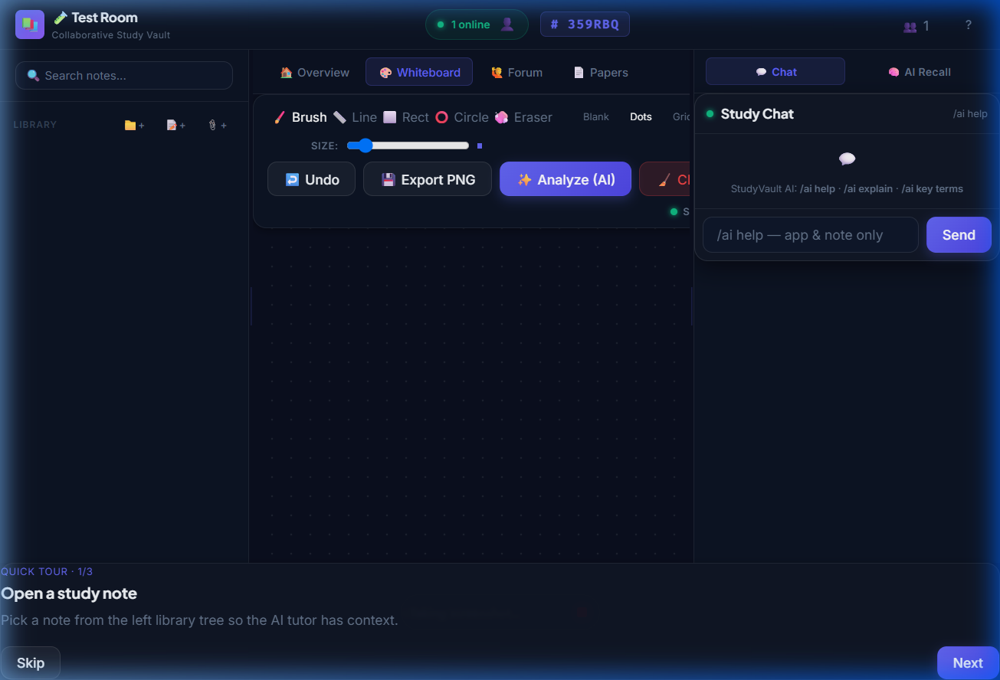 Test Room
Collaborative Study Vault
1 online
# 359RBQ
1
?
Search notes...
LIBRARY
+
+
+
Overview
Whiteboard
Forum
Papers
Brush
Line
Rect
Circle
Eraser
Blank
Dots
SIZE:
Undo
Export PNG
Analyze (AI)
Chat
AI Recall
Study Chat
/ai help
StudyVault AI: /ai help · /ai explain · /ai key terms
/ai help — app & note only
Send
QUICK TOUR · 1/3
Open a study note
Pick a note from the left library tree so the AI tutor has context.
Skip
Next